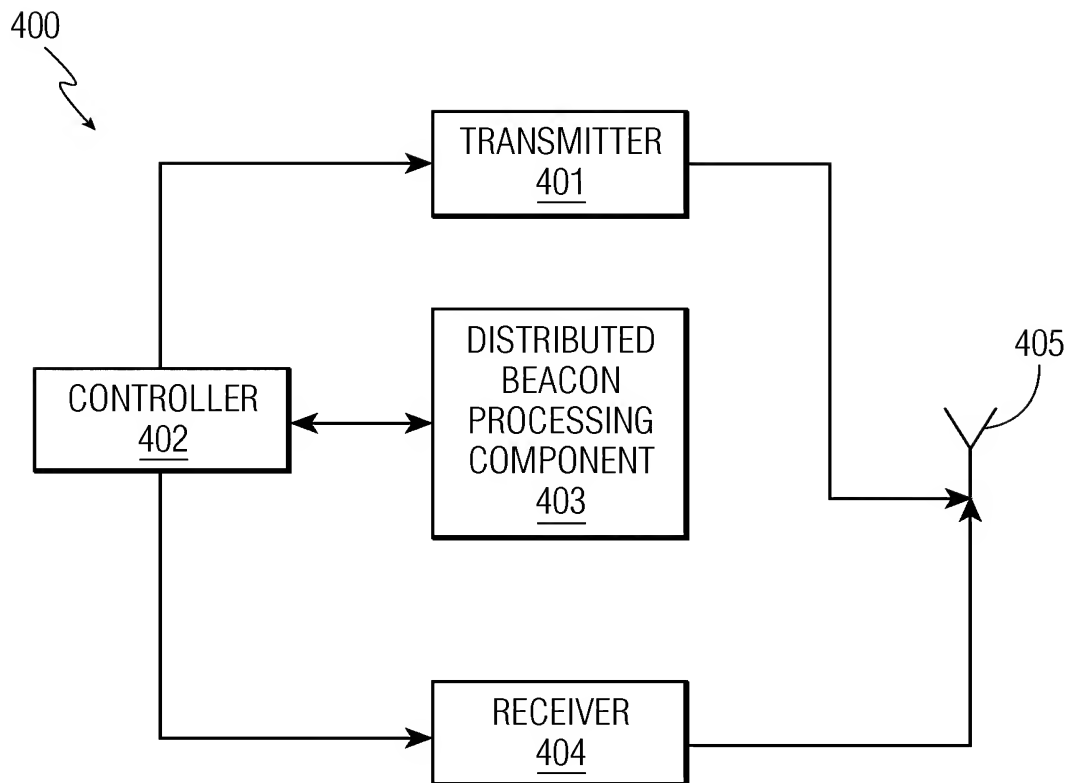 400
TRANSMITTER
401
DISTRIBUTED
BEACON
PROCESSING
COMPONENT
403
CONTROLLER
402
405
RECEIVER
404